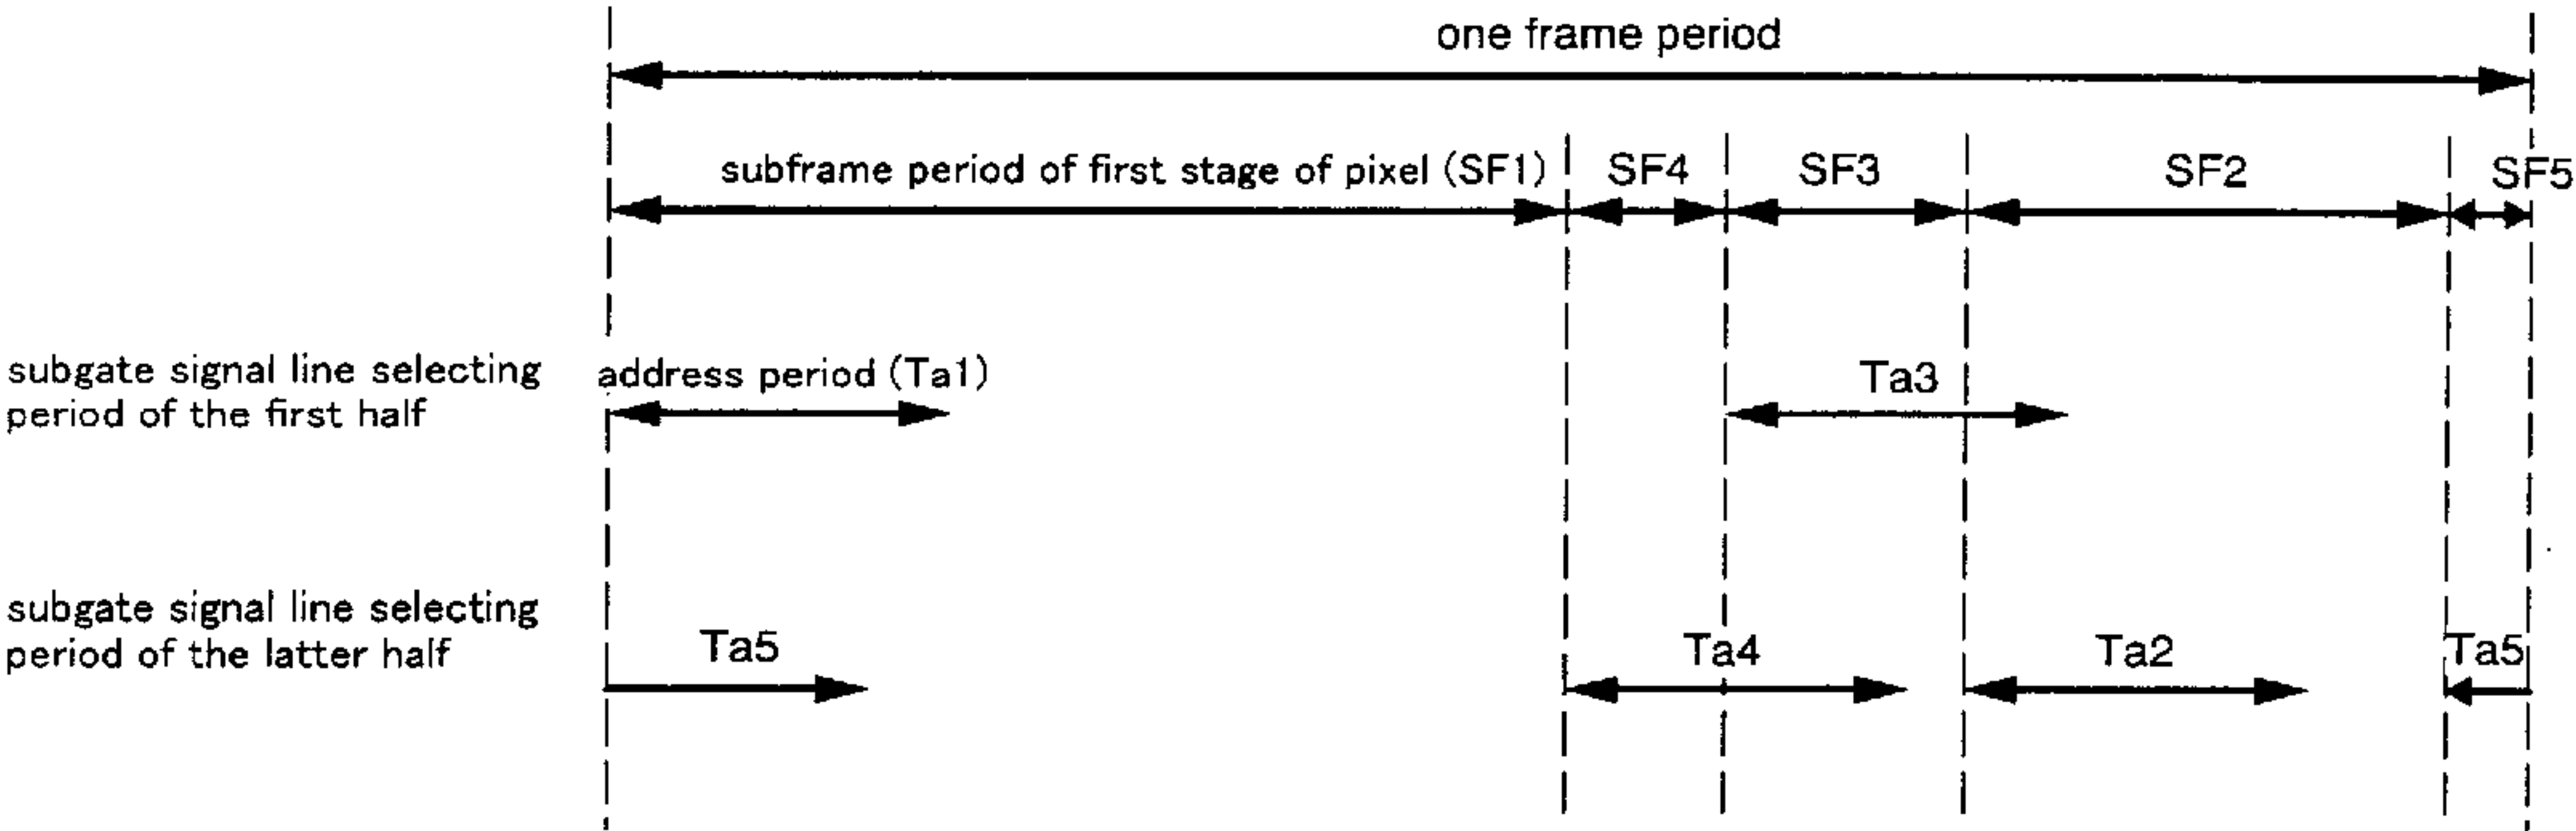 one frame period
subframe period of first stage of pixel (SF1) SF4 SF3 SF2 SF5
subgate signal line selecting
period of the first half
address period (Ta1) Ta3
subgate signal line selecting
period of the latter half
Ta5 Ta4 Ta2 Ta5